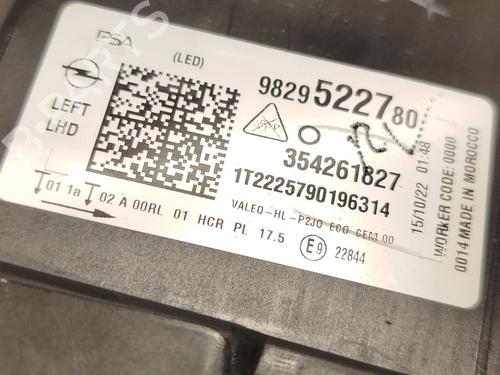 PSA
(LED)
9829522780
LEFT
LHD
354261827
1T2225790196314
VALEO-HL-P2JO ECO CEM 00
01 1a 02 A 00RL 01 HCR PL 17.5
E9 22844
15/10/22 01:48
WORKER CODE: 0000
0014 MADE IN MOROCCO